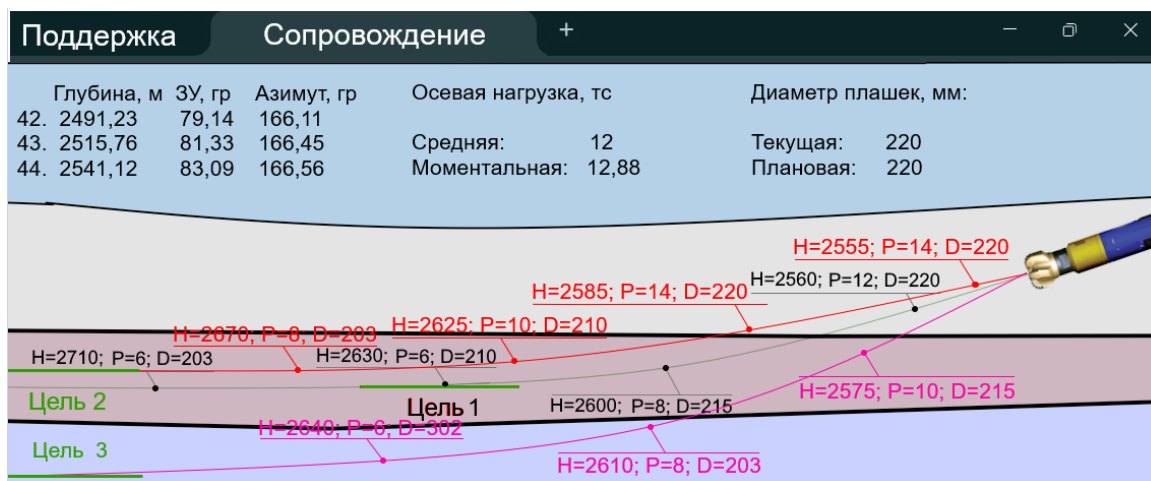 Поддержка Сопровождение
Глубина, м ЗУ, гр Азимут, гр Осевая нагрузка, тс Диаметр плашек, мм:
42. 2491,23 79,14 166,11
43. 2515,76 81,33 166,45 Средняя: 12 Текущая: 220
44. 2541,12 83,09 166,56 Моментальная: 12,88 Плановая: 220
H=2555; P=14; D=220
H=2560; P=12; D=220
H=2585; P=14; D=220
H=2670; P=8; D=203 H=2625; P=10; D=210
H=2710; P=6; D=203 H=2630; P=6; D=210
H=2575; P=10; D=215
Цель 2 Цель 1 H=2600; P=8; D=215
H=2640; P=6; D=302
Цель 3
H=2610; P=8; D=203